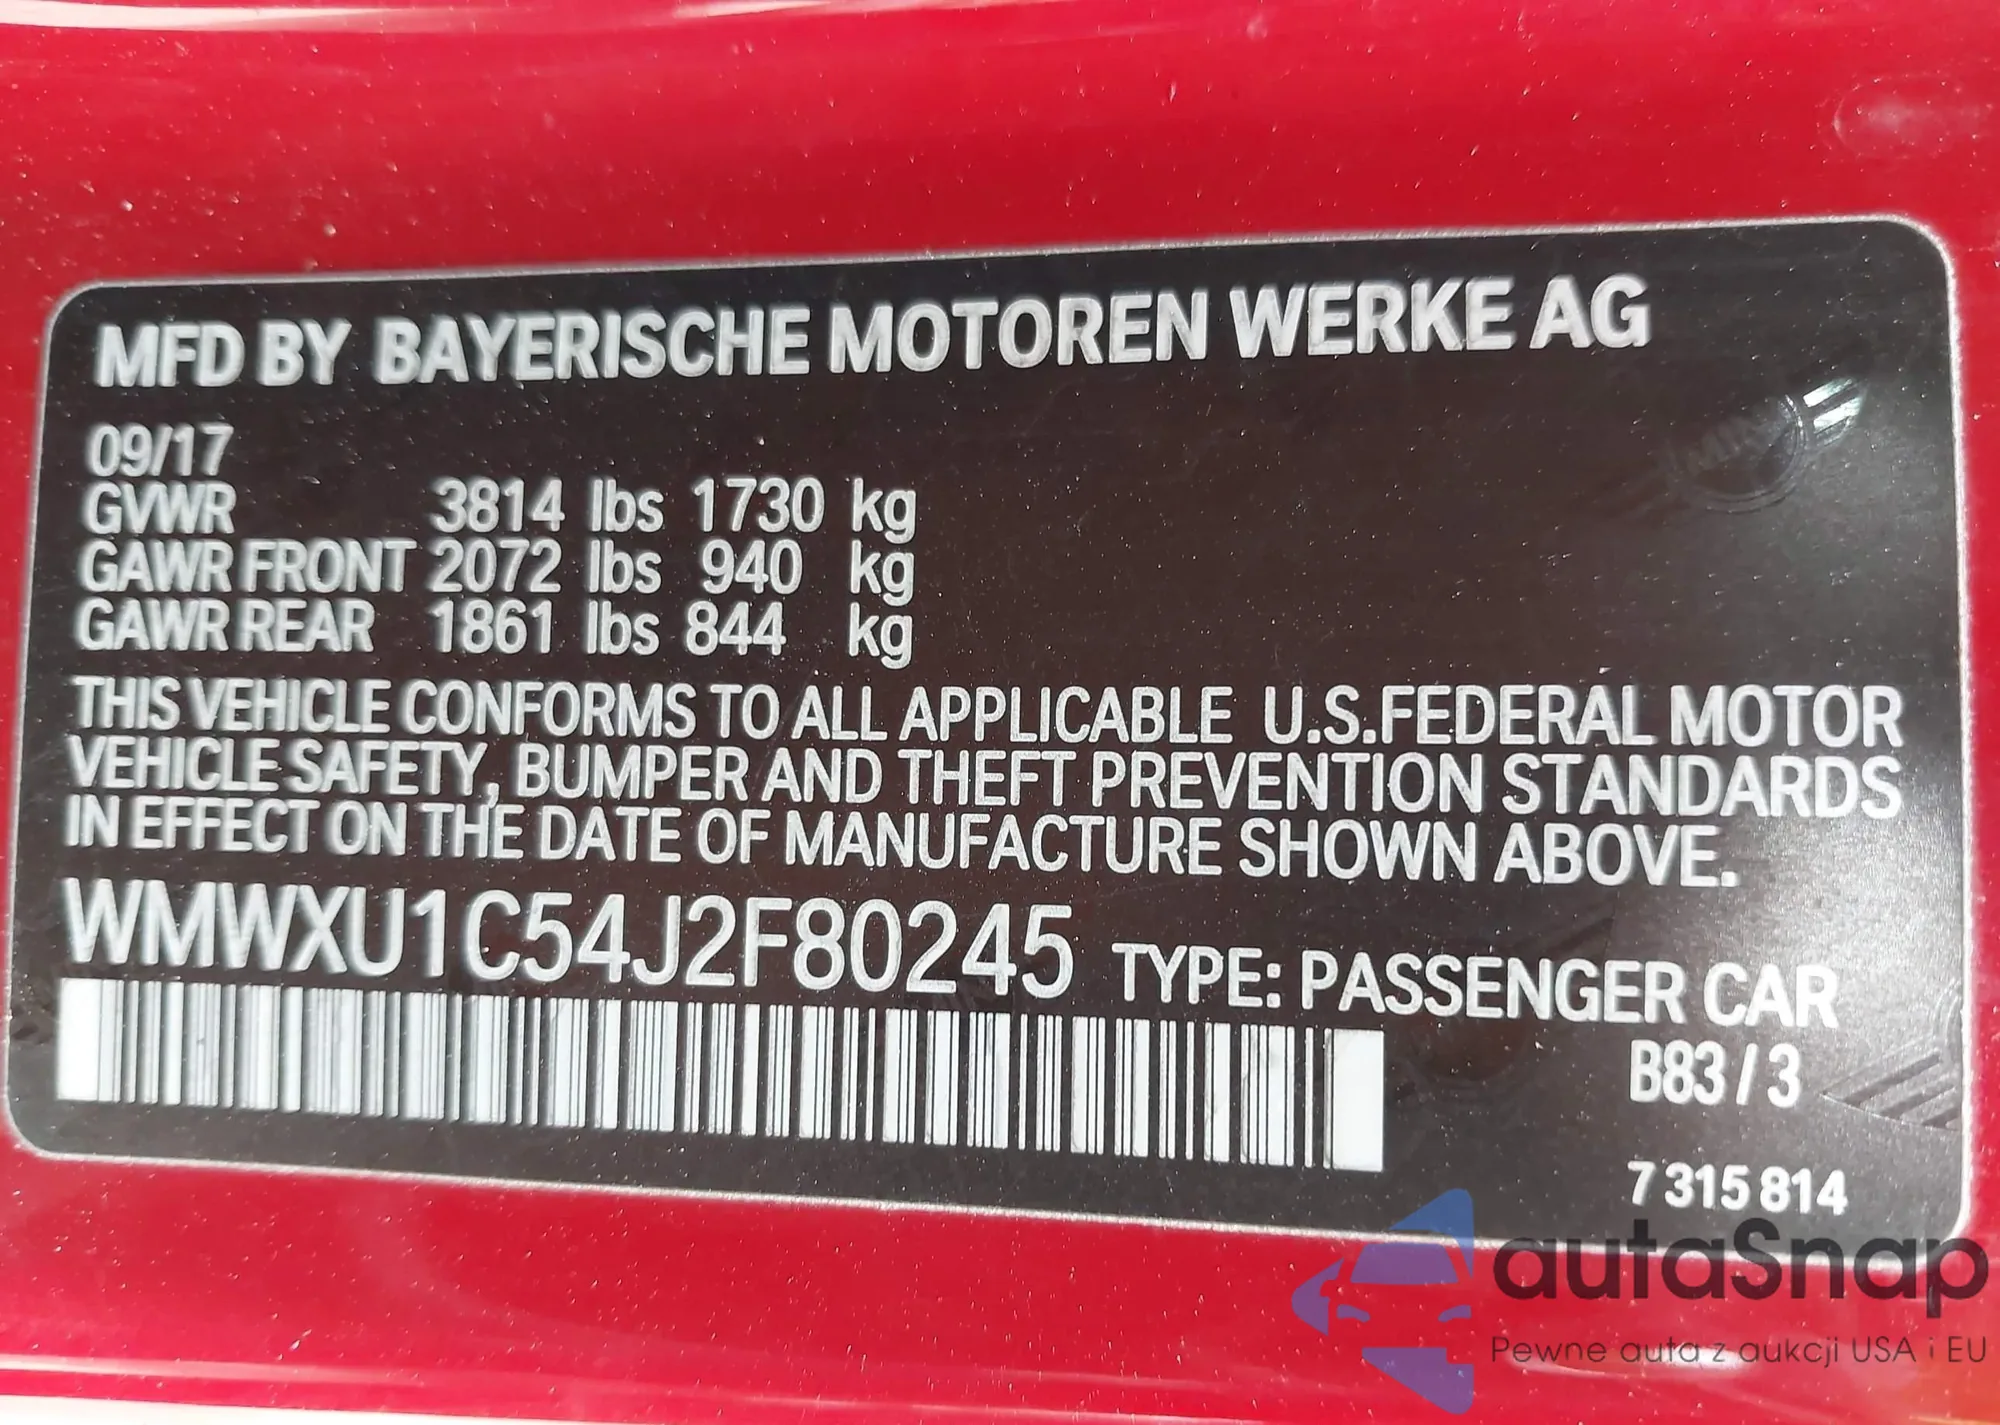 MFD BY BAYERISCHE MOTOREN WERKE AG
09/17
GVWR 3814 lbs 1730 kg
GAWR FRONT 2072 lbs 940 kg
GAWR REAR 1861 lbs 844 kg
THIS VEHICLE CONFORMS TO ALL APPLICABLE U.S.FEDERAL MOTOR
VEHICLE SAFETY, BUMPER AND THEFT PREVENTION STANDARDS
IN EFFECT ON THE DATE OF MANUFACTURE SHOWN ABOVE.
WMWXU1C54J2F80245 TYPE: PASSENGER CAR
B83 / 3
7 315 814
autaSnap
Pewne auta z aukcji USA i EU
MINI